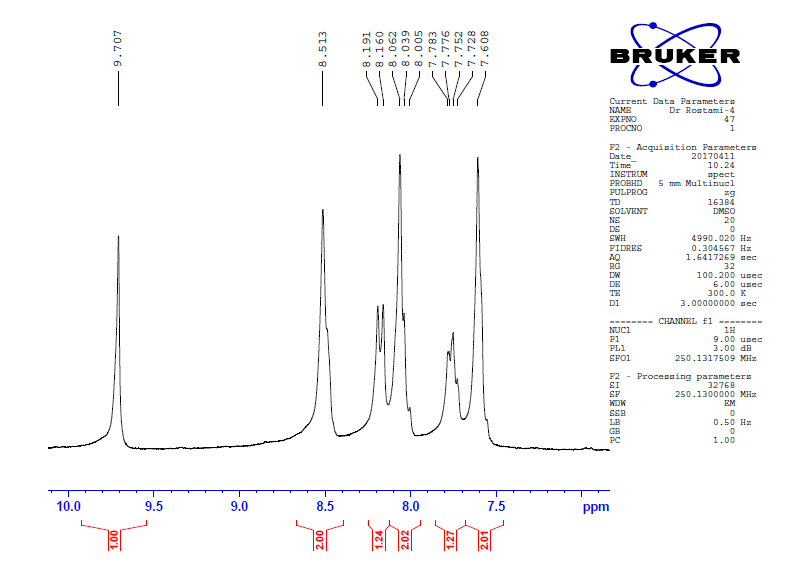 9.707
8.513
8.191
8.160
8.062
8.039
8.005
7.783
7.776
7.752
7.728
7.608
BRUKER
Current Data Parameters
NAME Dr Rostami-4
EXPNO 47
PROCNO 1
F2 - Acquisition Parameters
Date_ 20170411
Time 10.24
INSTRUM spect
PROBHD 5 mm Multinucl
PULPROG zg
TD 16384
SOLVENT DMSO
NS 20
DS 0
SWH 4990.020 Hz
FIDRES 0.304567 Hz
AQ 1.6417269 sec
RG 32
DW 100.200 usec
DE 6.00 usec
TE 300.0 K
D1 3.00000000 sec
======== CHANNEL f1 ========
NUC1 1H
P1 9.00 usec
PL1 3.00 dB
SFO1 250.1317509 MHz
F2 - Processing parameters
SI 32768
SF 250.1300000 MHz
WDW EM
SSB 0
LB 0.50 Hz
GB 0
PC 1.00
10.0 9.5 9.0 8.5 8.0 7.5 ppm
1.00 2.00 1.24 2.02 1.27 2.01